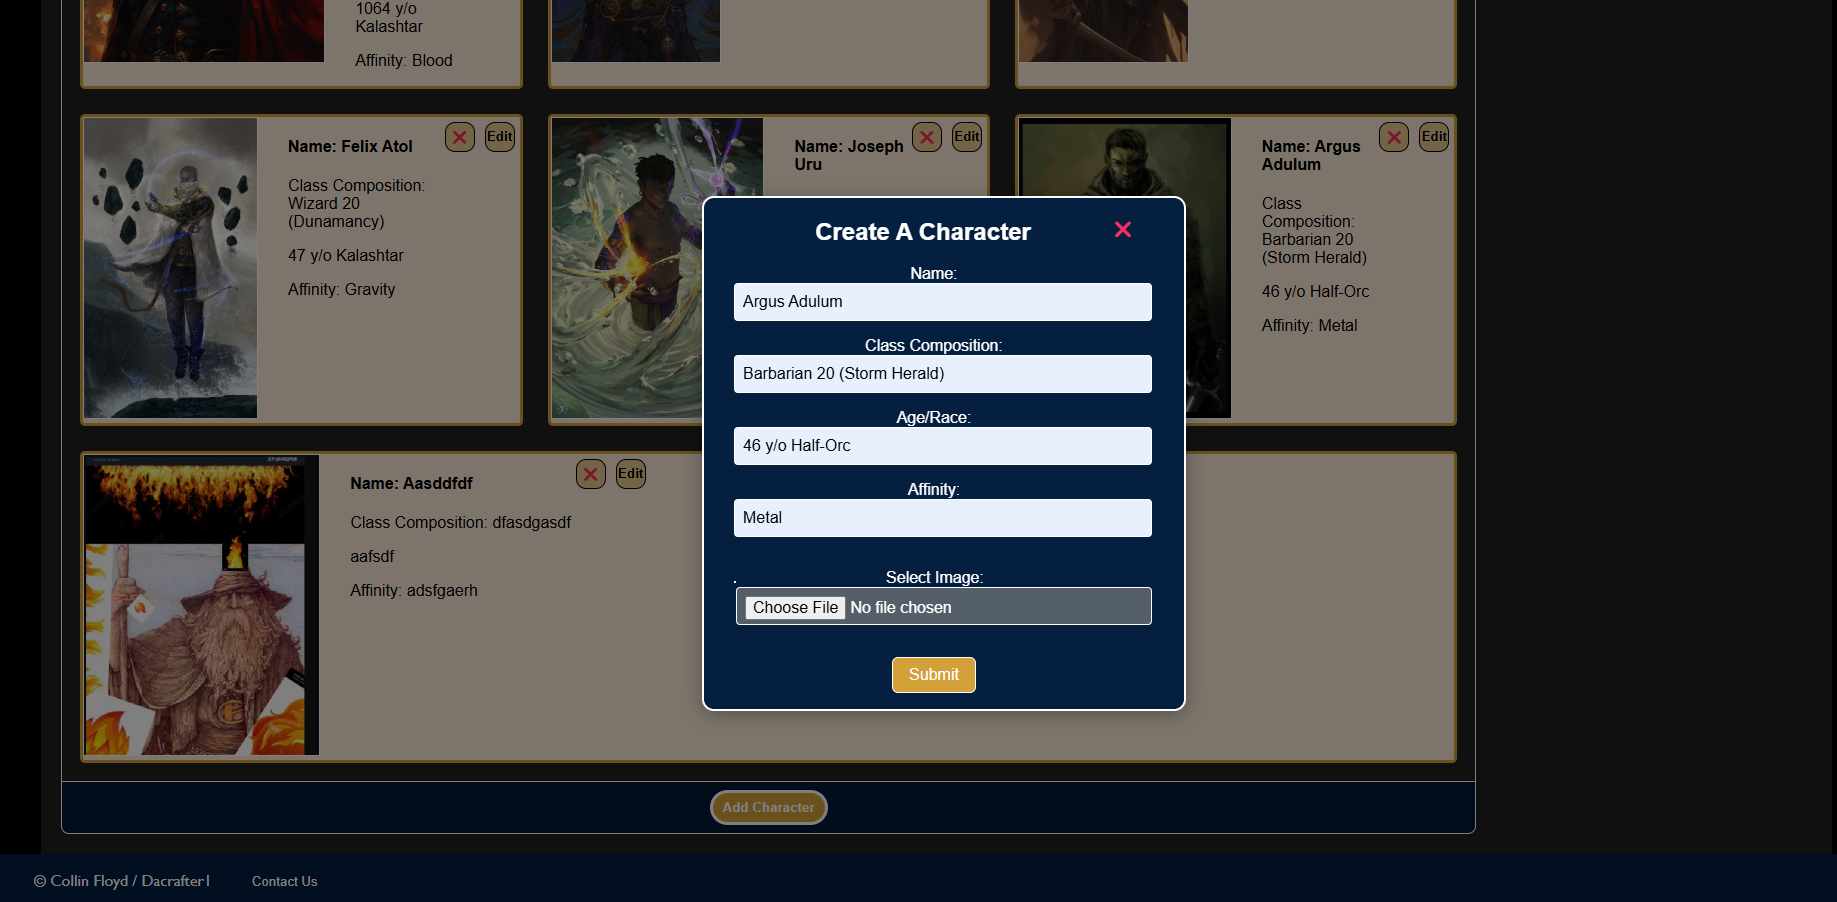 1064 y/o
Kalashtar
Affinity: Blood
Name: Felix Atol
Edit
Class Composition:
Wizard 20
(Dunamancy)
47 y/o Kalashtar
Affinity: Gravity
Name: Joseph
Uru
Edit
Name: Argus
Adulum
Edit
Class
Composition:
Barbarian 20
(Storm Herald)
46 y/o Half-Orc
Affinity: Metal
Create A Character
Name:
Argus Adulum
Class Composition:
Barbarian 20 (Storm Herald)
Age/Race:
46 y/o Half-Orc
Affinity:
Metal
.
Select Image:
Choose File No file chosen
Submit
Name: Aasddfdf
Edit
Class Composition: dfasdgasdf
aafsdf
Affinity: adsfgaerh
Add Character
© Collin Floyd / Dacrafter1
Contact Us